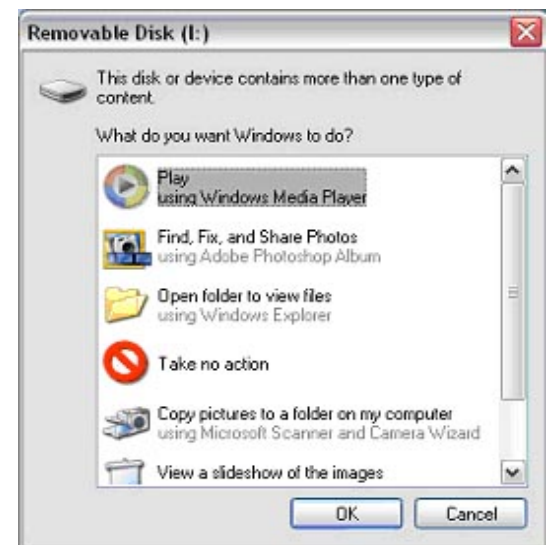 Removable Disk (I:)
This disk or device contains more than one type of
content.
What do you want Windows to do?
Play
using Windows Media Player
Find, Fix, and Share Photos
using Adobe Photoshop Album
Open folder to view files
using Windows Explorer
Take no action
Copy pictures to a folder on my computer
using Microsoft Scanner and Camera Wizard
View a slideshow of the images
OK
Cancel